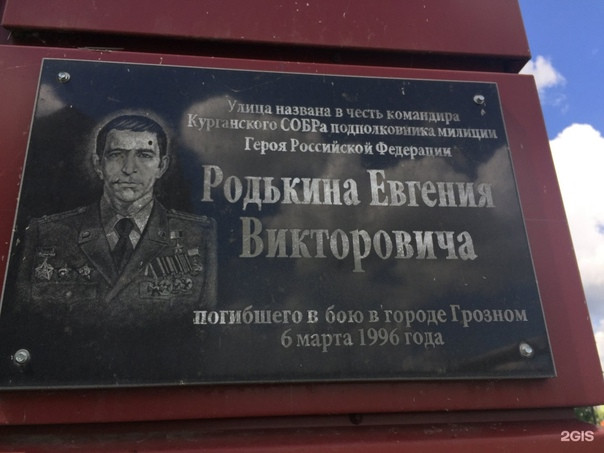 Улица названа в честь командира
Курганского СОБРа подполковника милиции
Героя Российской Федерации
Родькина Евгения
Викторовича
погибшего в бою в городе Грозном
6 марта 1996 года
2GIS